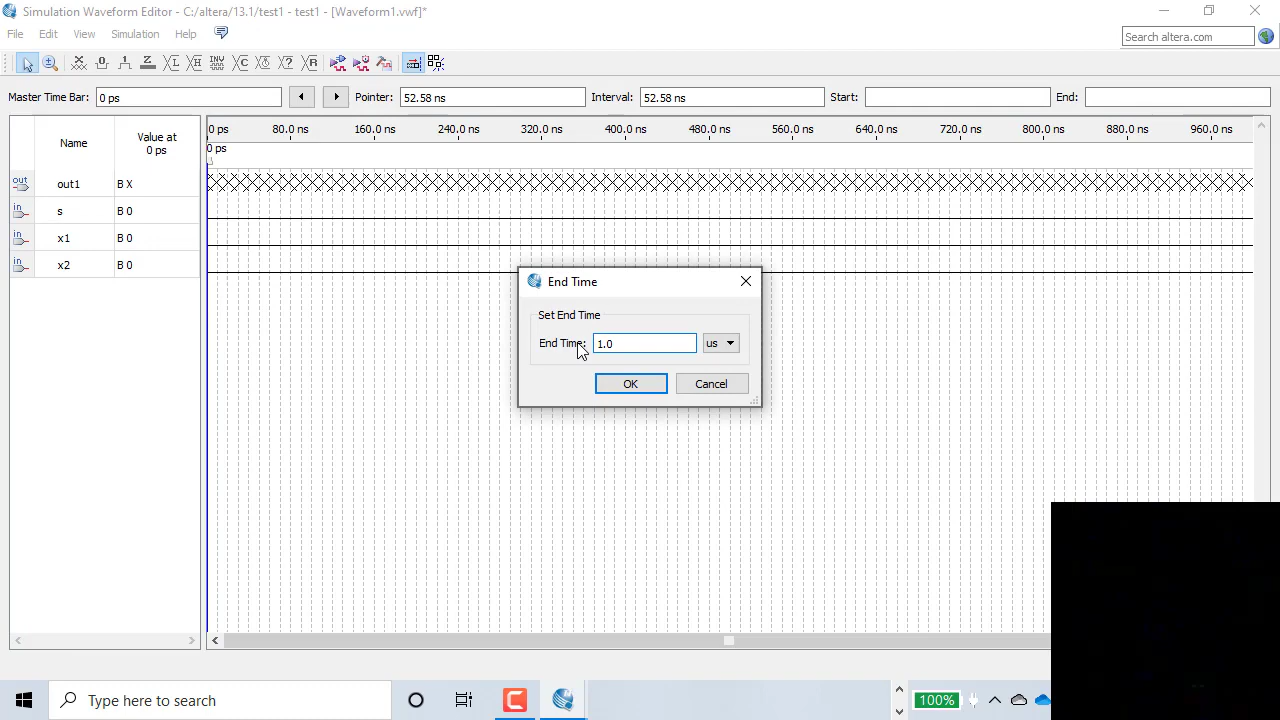 Simulation Waveform Editor - C:/altera/13.1/test1 - test1 - [Waveform1.vwf]*
File Edit View Simulation Help
Search altera.com
Master Time Bar: 0 ps Pointer: 52.58 ns Interval: 52.58 ns Start: End:
Name Value at 0 ps
0 ps 80.0 ns 160.0 ns 240.0 ns 320.0 ns 400.0 ns 480.0 ns 560.0 ns 640.0 ns 720.0 ns 800.0 ns 880.0 ns 960.0 ns
0 ps
out out1 B X
in s B 0
in x1 B 0
in x2 B 0
End Time
Set End Time
End Time: 1.0 us
OK Cancel
Type here to search
100%